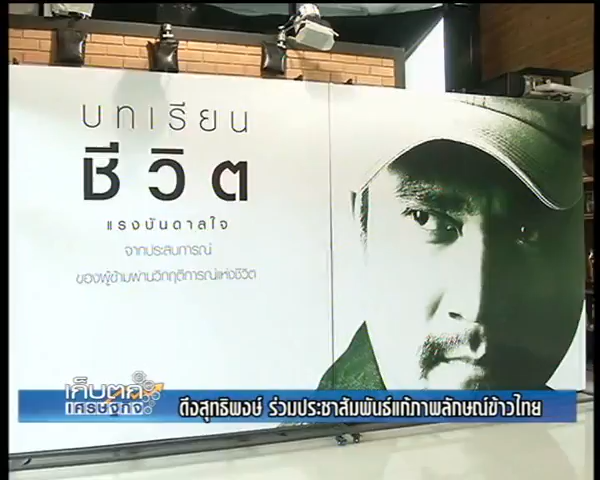 บทเรียน
ชีวิต
แรงบันดาลใจ
จากประสบการณ์
ของผู้ข้ามผ่านวิกฤติการณ์แห่งชีวิต
เก็บตก
เศรษฐกิจ
ดึงสุทธิพงษ์ ร่วมประชาสัมพันธ์แก้ภาพลักษณ์ข้าวไทย